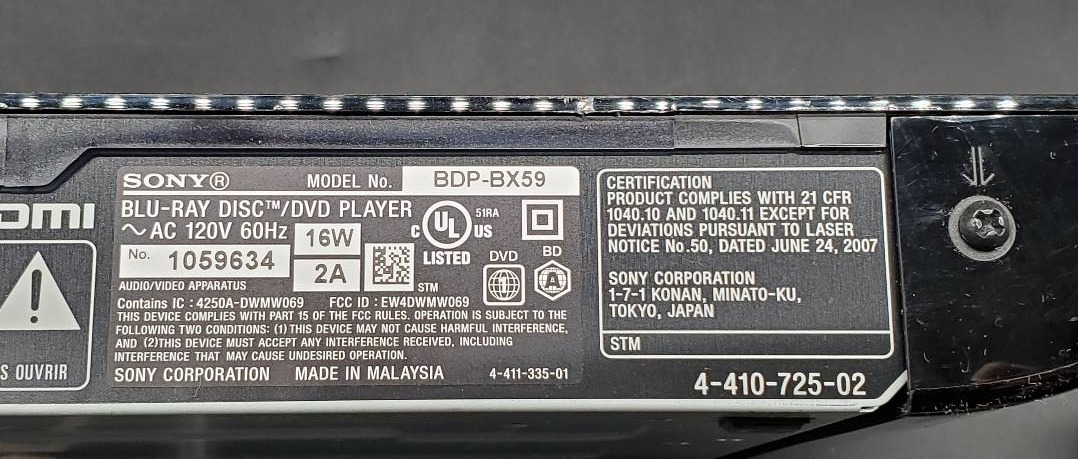 DMI
S OUVRIR
SONY® MODEL No. BDP-BX59
BLU-RAY DISC™/DVD PLAYER
~ AC 120V 60Hz 16W
No. 1059634 2A
C UL US 51RA
LISTED
STM
DVD BD
A
AUDIO/VIDEO APPARATUS
Contains IC : 4250A-DWMW069 FCC ID : EW4DWMW069
THIS DEVICE COMPLIES WITH PART 15 OF THE FCC RULES. OPERATION IS SUBJECT TO THE
FOLLOWING TWO CONDITIONS: (1) THIS DEVICE MAY NOT CAUSE HARMFUL INTERFERENCE,
AND (2)THIS DEVICE MUST ACCEPT ANY INTERFERENCE RECEIVED, INCLUDING
INTERFERENCE THAT MAY CAUSE UNDESIRED OPERATION.
SONY CORPORATION MADE IN MALAYSIA 4-411-335-01
CERTIFICATION
PRODUCT COMPLIES WITH 21 CFR
1040.10 AND 1040.11 EXCEPT FOR
DEVIATIONS PURSUANT TO LASER
NOTICE No.50, DATED JUNE 24, 2007
SONY CORPORATION
1-7-1 KONAN, MINATO-KU,
TOKYO, JAPAN
STM
4-410-725-02